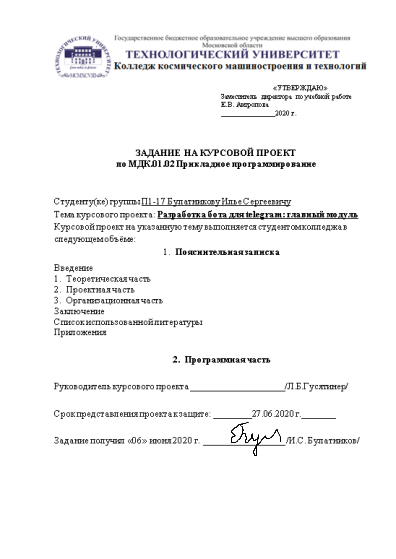 Государственное бюджетное образовательное учреждение высшего образования
Московской области
ТЕХНОЛОГИЧЕСКИЙ УНИВЕРСИТЕТ
Колледж космического машиностроения и технологий
«УТВЕРЖДАЮ»
Заместитель директора по учебной работе
Е.В. Антропова
_______________2020 г.
ЗАДАНИЕ НА КУРСОВОЙ ПРОЕКТ
по МДК.01.02 Прикладное программирование
Студенту(ке) группы П1-17 Булатникову Илье Сергеевичу
Тема курсового проекта: Разработка бота для telegram: главный модуль
Курсовой проект на указанную тему выполняется студентом колледжа в
следующем объёме:
1. Пояснительная записка
Введение
1. Теоретическая часть
2. Проектная часть
3. Организационная часть
Заключение
Список использованной литературы
Приложения
2. Программная часть
Руководитель курсового проекта ____________________/Л.Б.Гусятинер/
Срок представления проекта к защите: ________27.06.2020 г._______
Задание получил «06» июня 2020 г. _________________/И.С. Булатников/